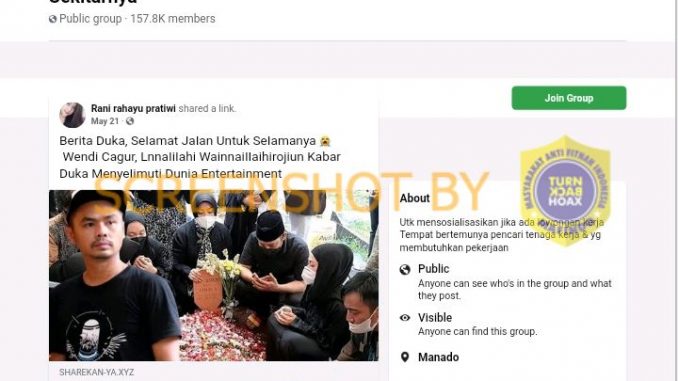 Sekitarnya
Public group · 157.8K members
Join Group
Rani rahayu pratiwi shared a link.
May 21 ·
Berita Duka, Selamat Jalan Untuk Selamanya 😭
Wendi Cagur, Lnnalilahi Wainnaillaihirojiun Kabar
Duka Menyelimuti Dunia Entertainment
SCREENSHOT BY
MASYARAKAT ANTI FITNAH INDONESIA
TURN
BACK
HOAX
SHAREKAN-YA.XYZ
About
Utk mensosialisasikan jika ada
Tempat bertemunya pencari tenaga kerja & yg
membutuhkan pekerjaan
Public
Anyone can see who's in the group and what
they post.
Visible
Anyone can find this group.
Manado